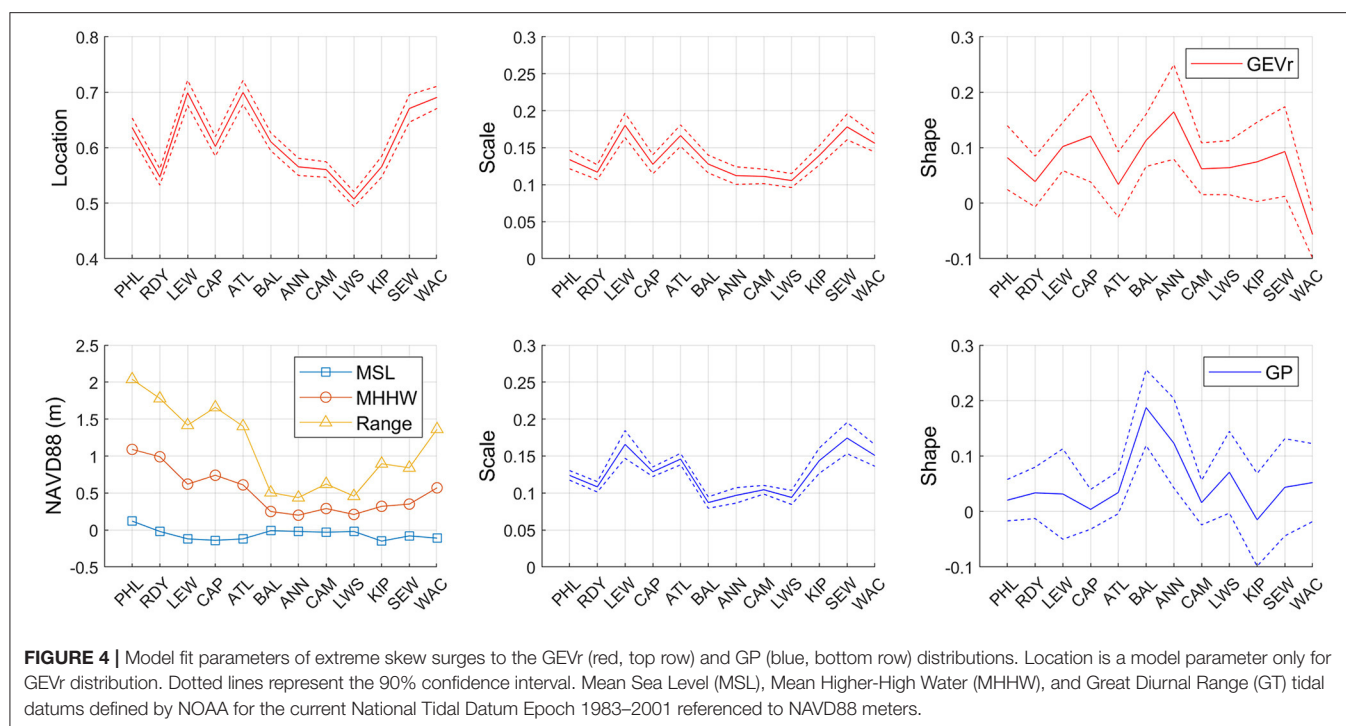 0.8
0.7
0.6
0.5
0.4
Location
PHL
RDY
LEW
CAP
ATL
BAL
ANN
CAM
LWS
KIP
SEW
WAC
0.3
0.25
0.2
0.15
0.1
0.05
0
Scale
PHL
RDY
LEW
CAP
ATL
BAL
ANN
CAM
LWS
KIP
SEW
WAC
0.3
0.2
0.1
0
-0.1
Shape
GEVr
PHL
RDY
LEW
CAP
ATL
BAL
ANN
CAM
LWS
KIP
SEW
WAC
2.5
2
1.5
1
0.5
0
-0.5
NAVD88 (m)
MSL
MHHW
Range
PHL
RDY
LEW
CAP
ATL
BAL
ANN
CAM
LWS
KIP
SEW
WAC
0.3
0.25
0.2
0.15
0.1
0.05
0
Scale
PHL
RDY
LEW
CAP
ATL
BAL
ANN
CAM
LWS
KIP
SEW
WAC
0.3
0.2
0.1
0
-0.1
Shape
GP
PHL
RDY
LEW
CAP
ATL
BAL
ANN
CAM
LWS
KIP
SEW
WAC
FIGURE 4 | Model fit parameters of extreme skew surges to the GEVr (red, top row) and GP (blue, bottom row) distributions. Location is a model parameter only for
GEVr distribution. Dotted lines represent the 90% confidence interval. Mean Sea Level (MSL), Mean Higher-High Water (MHHW), and Great Diurnal Range (GT) tidal
datums defined by NOAA for the current National Tidal Datum Epoch 1983–2001 referenced to NAVD88 meters.